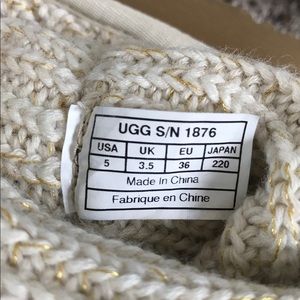 UGG S/N 1876
USA UK EU JAPAN
5 3.5 36 220
Made in China
Fabrique en Chine